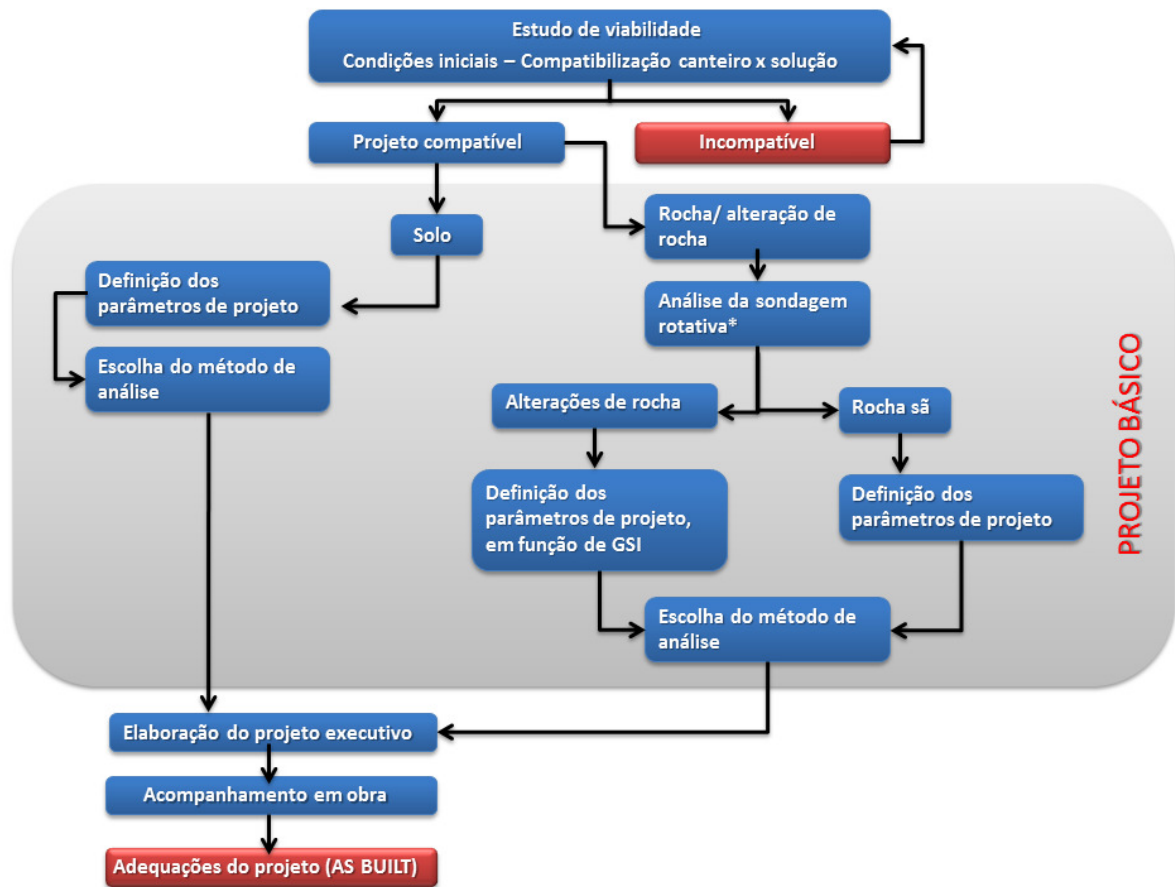 Estudo de viabilidade
Condições iniciais – Compatibilização canteiro x solução
Projeto compatível
Incompatível
Solo
Rocha/ alteração de
rocha
Definição dos
parâmetros de projeto
Análise da sondagem
rotativa*
Escolha do método de
análise
Alterações de rocha
Rocha sã
Definição dos
parâmetros de projeto,
em função de GSI
Definição dos
parâmetros de projeto
Escolha do método de
análise
PROJETO BÁSICO
Elaboração do projeto executivo
Acompanhamento em obra
Adequações do projeto (AS BUILT)